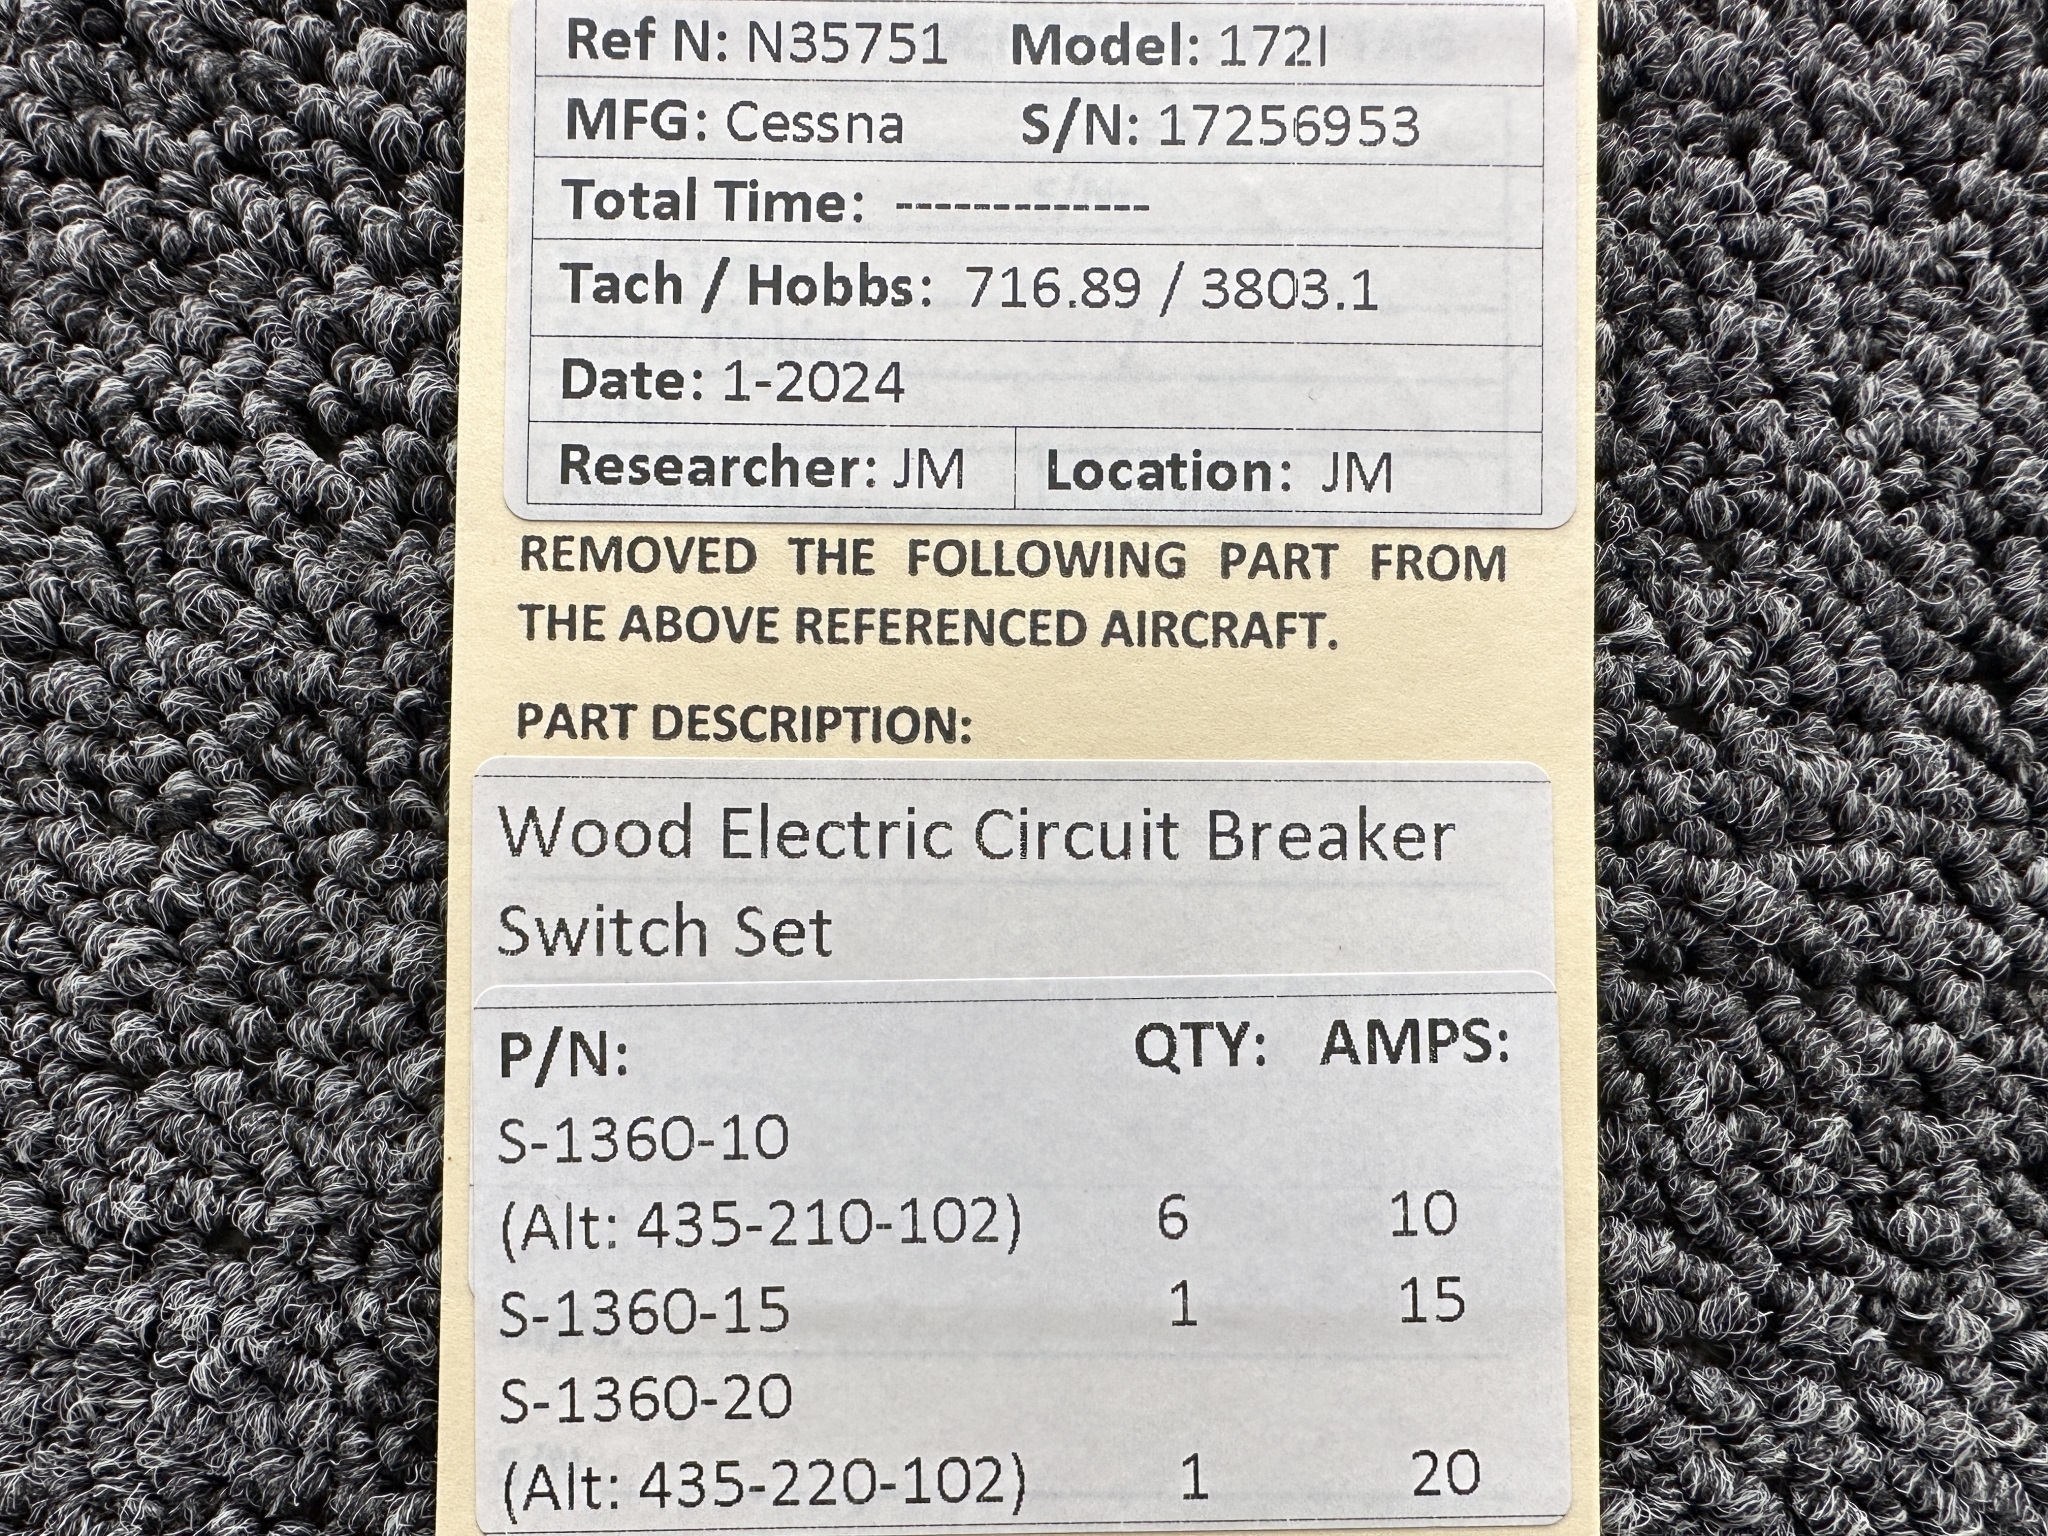 Ref N: N35751 Model: 172I
MFG: Cessna S/N: 17256953
Total Time: -------------
Tach / Hobbs: 716.89 / 3803.1
Date: 1-2024
Researcher: JM Location: JM
REMOVED THE FOLLOWING PART FROM
THE ABOVE REFERENCED AIRCRAFT.
PART DESCRIPTION:
Wood Electric Circuit Breaker
Switch Set
P/N: QTY: AMPS:
S-1360-10
(Alt: 435-210-102) 6 10
S-1360-15 1 15
S-1360-20
(Alt: 435-220-102) 1 20